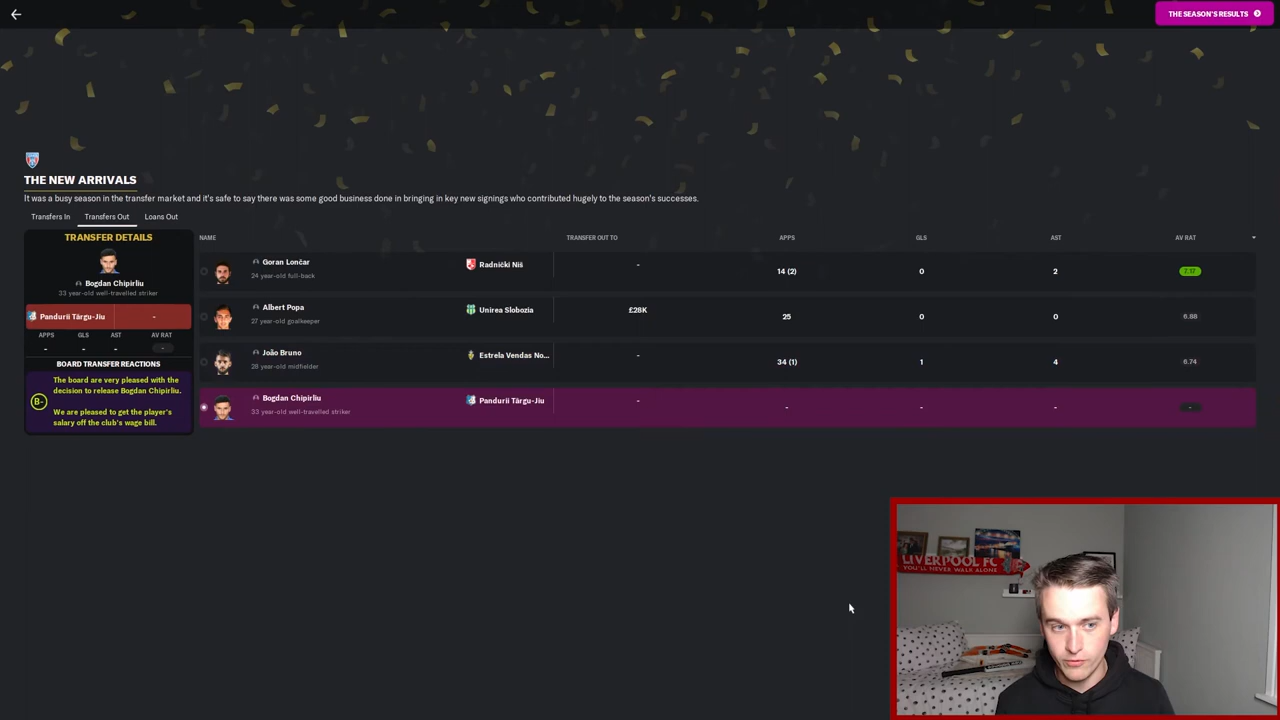 THE SEASON'S RESULTS
THE NEW ARRIVALS
It was a busy season in the transfer market and it's safe to say there was some good business done in bringing in key new signings who contributed hugely to the season's successes.
Transfers In Transfers Out Loans Out
TRANSFER DETAILS
Bogdan Chipirliu
33 year-old well-travelled striker
Pandurii Târgu-Jiu -
APPS GLS AST AV RAT
- - - -
BOARD TRANSFER REACTIONS
B-
The board are very pleased with the
decision to release Bogdan Chipirliu.
We are pleased to get the player's
salary off the club's wage bill.
NAME TRANSFER OUT TO APPS GLS AST AV RAT
Goran Lončar Radnički Niš - 14 (2) 0 2 7.17
24 year-old full-back
Albert Popa Unirea Slobozia £28K 25 0 0 6.88
27 year-old goalkeeper
João Bruno Estrela Vendas No... - 34 (1) 1 4 6.74
28 year-old midfielder
Bogdan Chipirliu Pandurii Târgu-Jiu - - - - -
33 year-old well-travelled striker
LIVERPOOL FC
YOU'LL NEVER WALK ALONE